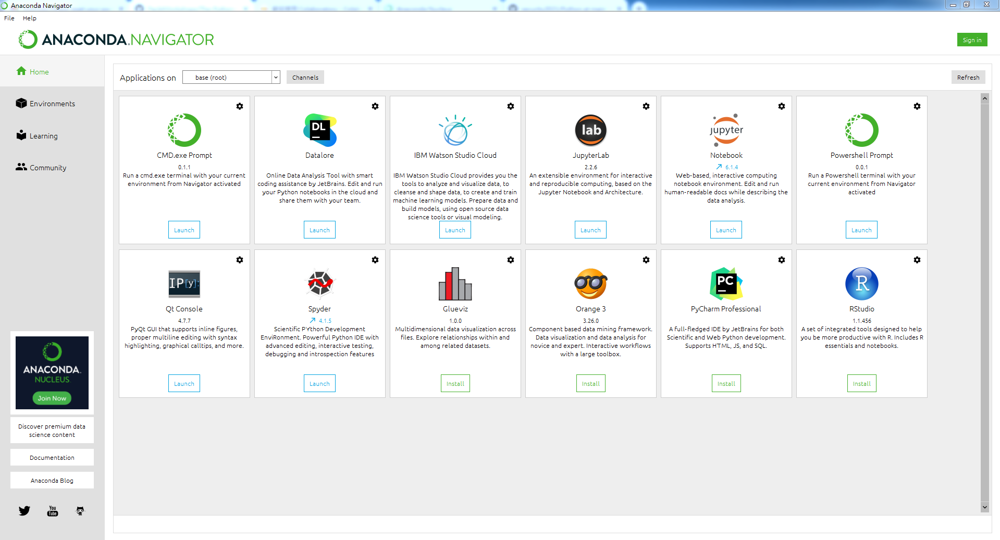 Anaconda Navigator
File Help
ANACONDA.NAVIGATOR
Sign in
Home
Environments
Learning
Community
ANACONDA.
NUCLEUS
Join Now
Discover premium data
science content
Documentation
Anaconda Blog
You
Tube
Applications on base (root) Channels Refresh
CMD.exe Prompt
0.1.1
Run a cmd.exe terminal with your current
environment from Navigator activated
Launch
DL
Datalore
Online Data Analysis Tool with smart
coding assistance by JetBrains. Edit and run
your Python notebooks in the cloud and
share them with your team.
Launch
IBM Watson Studio Cloud
IBM Watson Studio Cloud provides you the
tools to analyze and visualize data, to
cleanse and shape data, to create and train
machine learning models. Prepare data and
build models, using open source data
science tools or visual modeling.
Launch
lab
JupyterLab
2.2.6
An extensible environment for interactive
and reproducible computing, based on the
Jupyter Notebook and Architecture.
Launch
jupyter
Notebook
6.1.4
Web-based, interactive computing
notebook environment. Edit and run
human-readable docs while describing the
data analysis.
Launch
Powershell Prompt
0.0.1
Run a Powershell terminal with your
current environment from Navigator
activated
Launch
IP[y]:
Qt Console
4.7.7
PyQt GUI that supports inline figures,
proper multiline editing with syntax
highlighting, graphical calltips, and more.
Launch
Spyder
4.1.5
Scientific PYthon Development
EnviRonment. Powerful Python IDE with
advanced editing, interactive testing,
debugging and introspection features
Launch
Glueviz
1.0.0
Multidimensional data visualization across
files. Explore relationships within and
among related datasets.
Install
Orange 3
3.26.0
Component based data mining framework.
Data visualization and data analysis for
novice and expert. Interactive workflows
with a large toolbox.
Install
PC
PyCharm Professional
A full-fledged IDE by JetBrains for both
Scientific and Web Python development.
Supports HTML, JS, and SQL.
Install
R
RStudio
1.1.456
A set of integrated tools designed to help
you be more productive with R. Includes R
essentials and notebooks.
Install